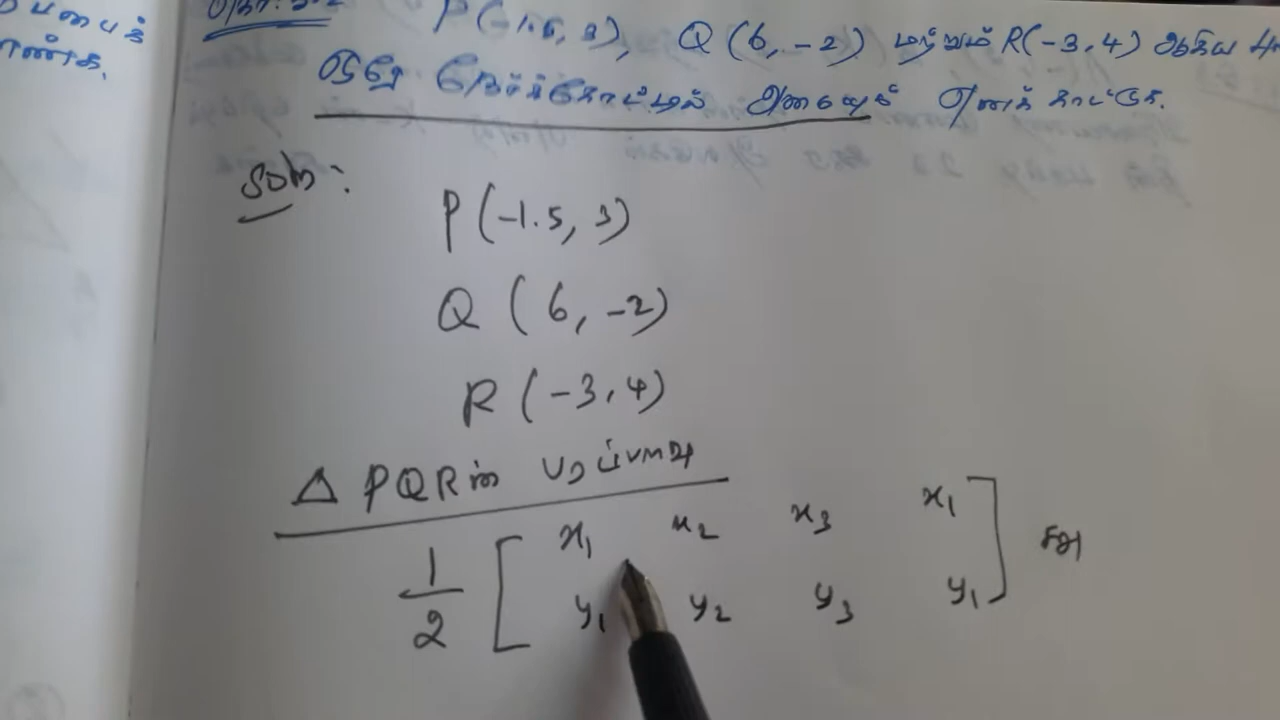 P(-1.5, 3), Q(6, -2) மற்றும் R(-3, 4) ஆகிய
ஒரே நேர்க்கோட்டில் அமையும் எனக் காட்டுக.
Soln :
P(-1.5, 3)
Q (6, -2)
R (-3, 4)
Δ PQR ன் பரப்பு
1/2 [ x₁ x₂ x₃ x₁
y₁ y₂ y₃ y₁ ]